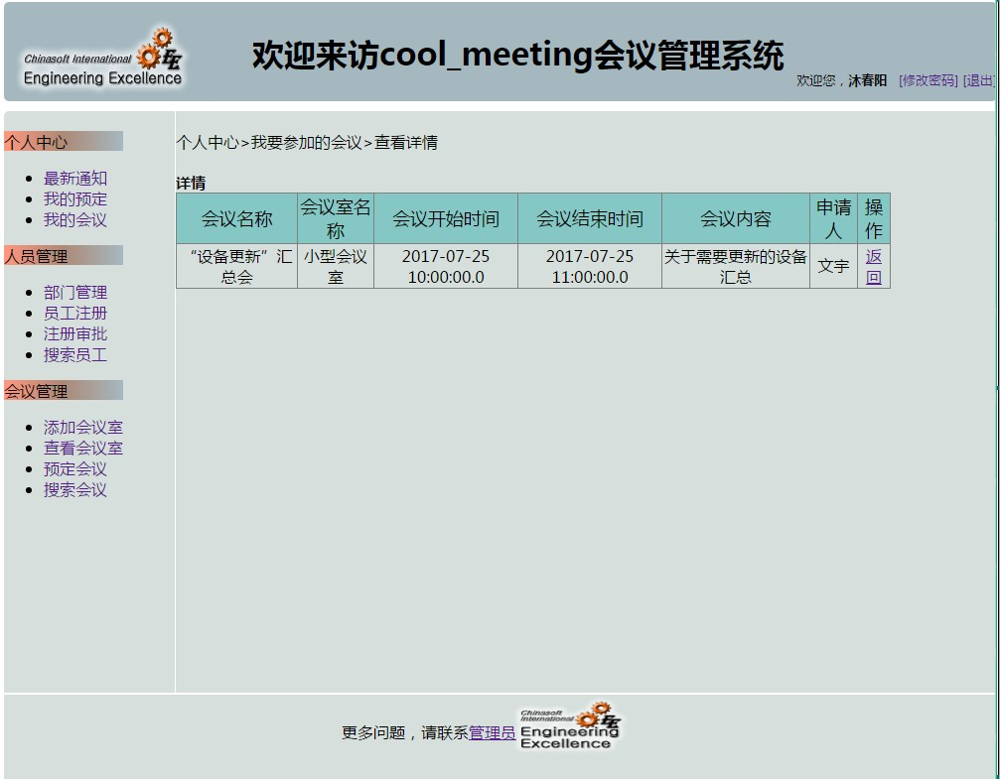 Chinasoft International
Engineering Excellence
欢迎来访cool_meeting会议管理系统
欢迎您，沐春阳 [修改密码] [退出]
个人中心
最新通知
我的预定
我的会议
人员管理
部门管理
员工注册
注册审批
搜索员工
会议管理
添加会议室
查看会议室
预定会议
搜索会议
个人中心>我要参加的会议>查看详情
详情
会议名称 会议室名称 会议开始时间 会议结束时间 会议内容 申请人 操作
“设备更新”汇总会 小型会议室 2017-07-25 10:00:00.0 2017-07-25 11:00:00.0 关于需要更新的设备汇总 文宇 返回
更多问题，请联系管理员
Chinasoft International
Engineering Excellence